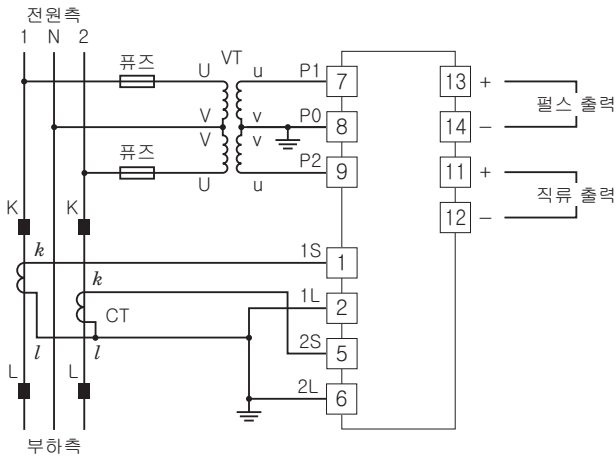 전원측
1 N 2
퓨즈
U
VT
u
P1
7
13
+
펄스 출력
V
v
P0
8
14
−
V
v
퓨즈
U
u
P2
9
11
+
직류 출력
12
−
K
K
k
1S
1
k
1L
2
CT
l
l
2S
5
L
L
2L
6
부하측